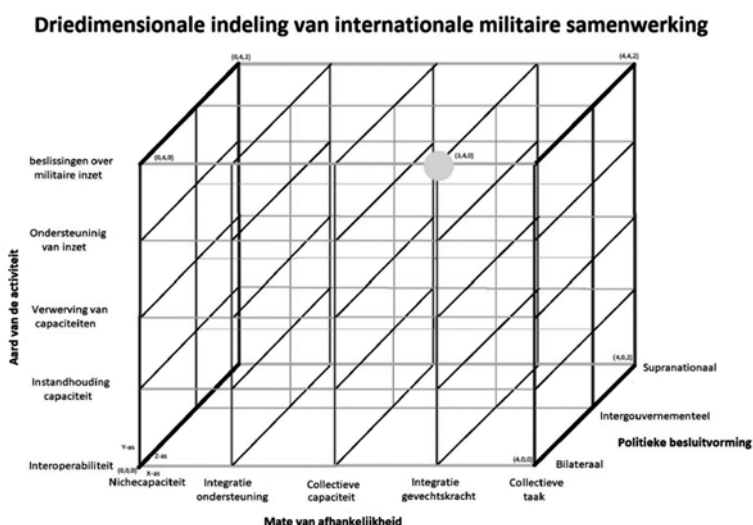 Driedimensionale indeling van internationale militaire samenwerking
(0,4,2)
(4,4,2)
beslissingen over
militaire inzet
(0,4,0)
(3,4,0)
Ondersteuninig
van inzet
Aard van de activiteit
Verwerving van
capaciteiten
(4,0,2)
Supranationaal
Instandhouding
capaciteit
Intergouvernementeel
Politieke besluitvorming
Y-as
Z-as
X-as
Interoperabiliteit
(0,0,0)
(4,0,0)
Bilateraal
Nichecapaciteit
Integratie
ondersteuning
Collectieve
capaciteit
Integratie
gevechtskracht
Collectieve
taak
Mate van afhankelijkheid